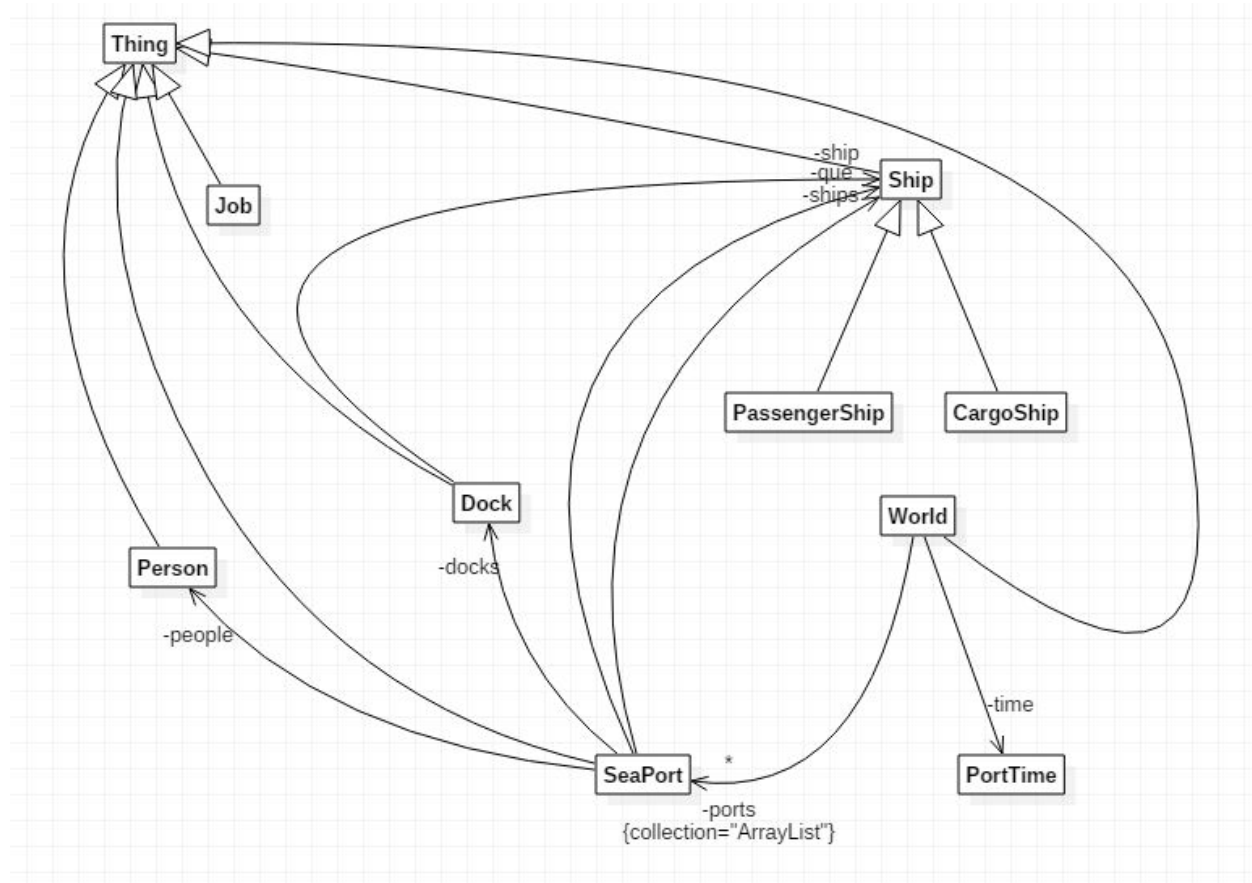 Thing
-ship
-que
Ship
-ships
Job
PassengerShip
CargoShip
Dock
World
Person
-docks
-people
-time
*
SeaPort
PortTime
-ports
{collection="ArrayList"}